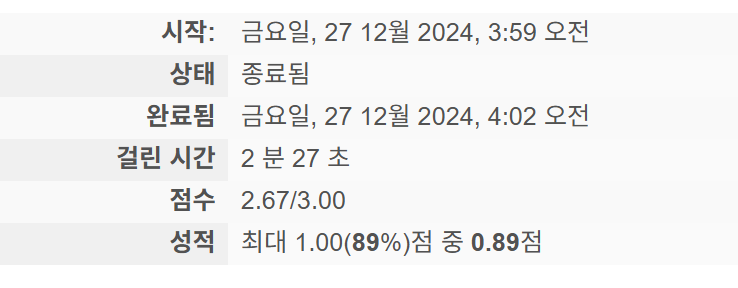 시작: 금요일, 27 12월 2024, 3:59 오전
상태 종료됨
완료됨 금요일, 27 12월 2024, 4:02 오전
걸린 시간 2 분 27 초
점수 2.67/3.00
성적 최대 1.00(89%)점 중 0.89점